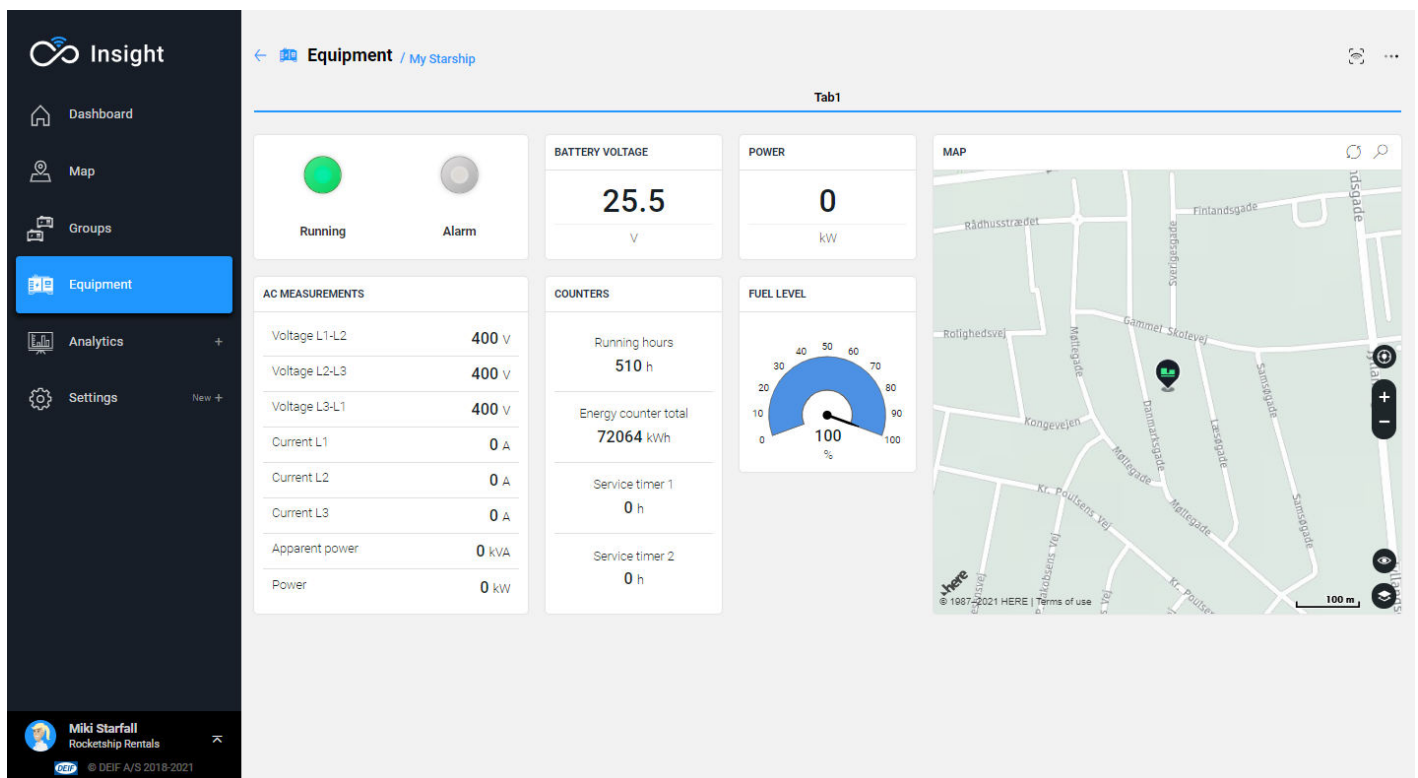 Insight
Dashboard
Map
Groups
Equipment
Analytics +
Settings New +
Miki Starfall
Rocketship Rentals
DEIF © DEIF A/S 2018-2021
Equipment / My Starship
Tab1
Running
Alarm
BATTERY VOLTAGE
25.5
V
POWER
0
kW
AC MEASUREMENTS
Voltage L1-L2 400 V
Voltage L2-L3 400 V
Voltage L3-L1 400 V
Current L1 0 A
Current L2 0 A
Current L3 0 A
Apparent power 0 kVA
Power 0 kW
COUNTERS
Running hours
510 h
Energy counter total
72064 kWh
Service timer 1
0 h
Service timer 2
0 h
FUEL LEVEL
0 10 20 30 40 50 60 70 80 90 100
100
%
MAP
Rådhusstrædet
Finlandsgade
Sverigesgade
Rolighedsvej
Møllegade
Gammel Skolevej
Samsøgade
Kongevejen
Danmarksgade
Læsøgade
Møllegade
Kr. Poulsens Vej
Møllegade
Samsøgade
here
© 1987–2021 HERE | Terms of use
100 m